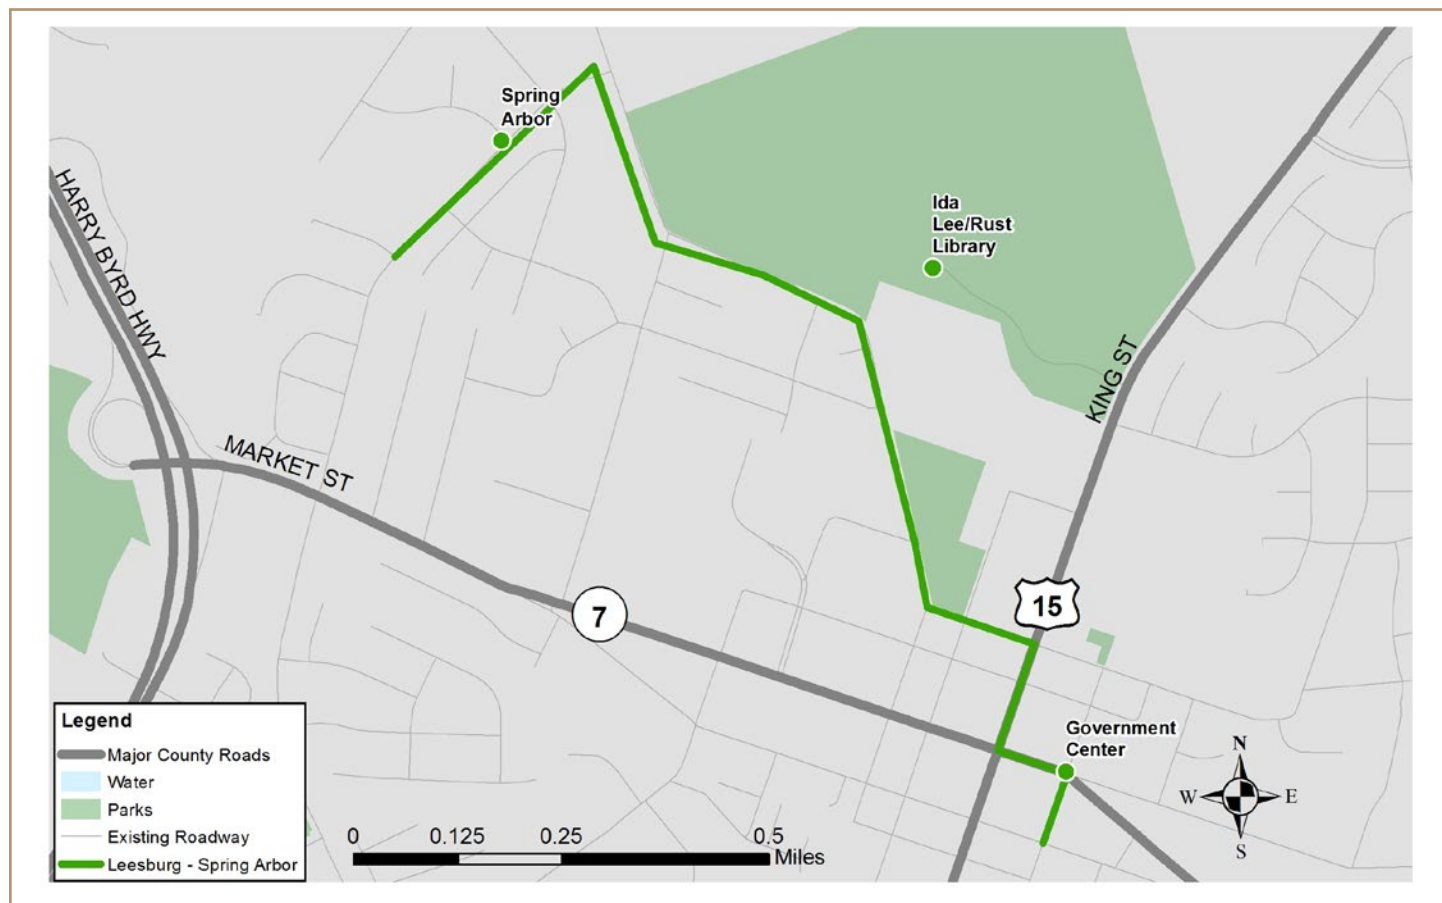 Spring
Arbor
Ida
Lee/Rust
Library
HARRY BYRD HWY
KING ST
MARKET ST
15
7
Government
Center
Legend
Major County Roads
Water
Parks
Existing Roadway
Leesburg - Spring Arbor
0 0.125 0.25 0.5
Miles
N
W E
S